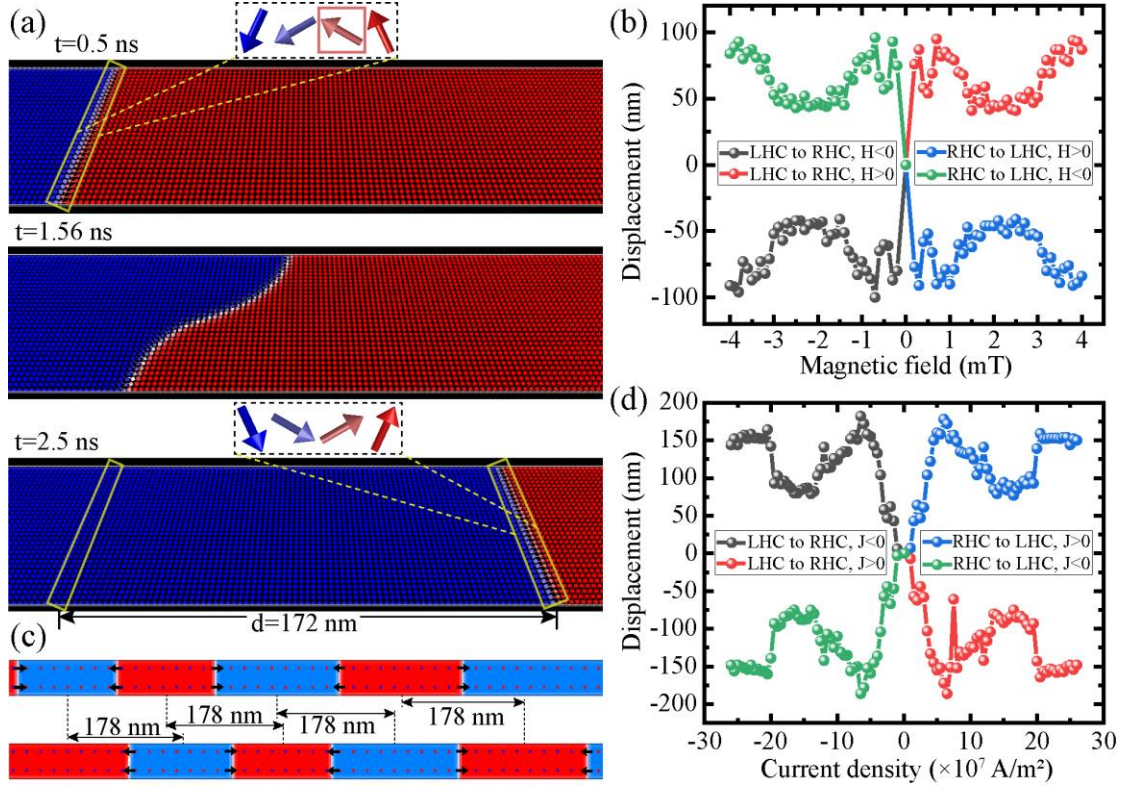 (a)
t=0.5 ns
t=1.56 ns
t=2.5 ns
d=172 nm
(b)
100
50
0
-50
-100
Displacement (nm)
LHC to RHC, H<0
LHC to RHC, H>0
RHC to LHC, H>0
RHC to LHC, H<0
-4 -3 -2 -1 0 1 2 3 4
Magnetic field (mT)
(c)
178 nm
178 nm
178 nm
178 nm
(d)
200
150
100
50
0
-50
-100
-150
-200
Displacement (nm)
LHC to RHC, J<0
LHC to RHC, J>0
RHC to LHC, J>0
RHC to LHC, J<0
-30 -20 -10 0 10 20 30
Current density (×10⁷ A/m²)